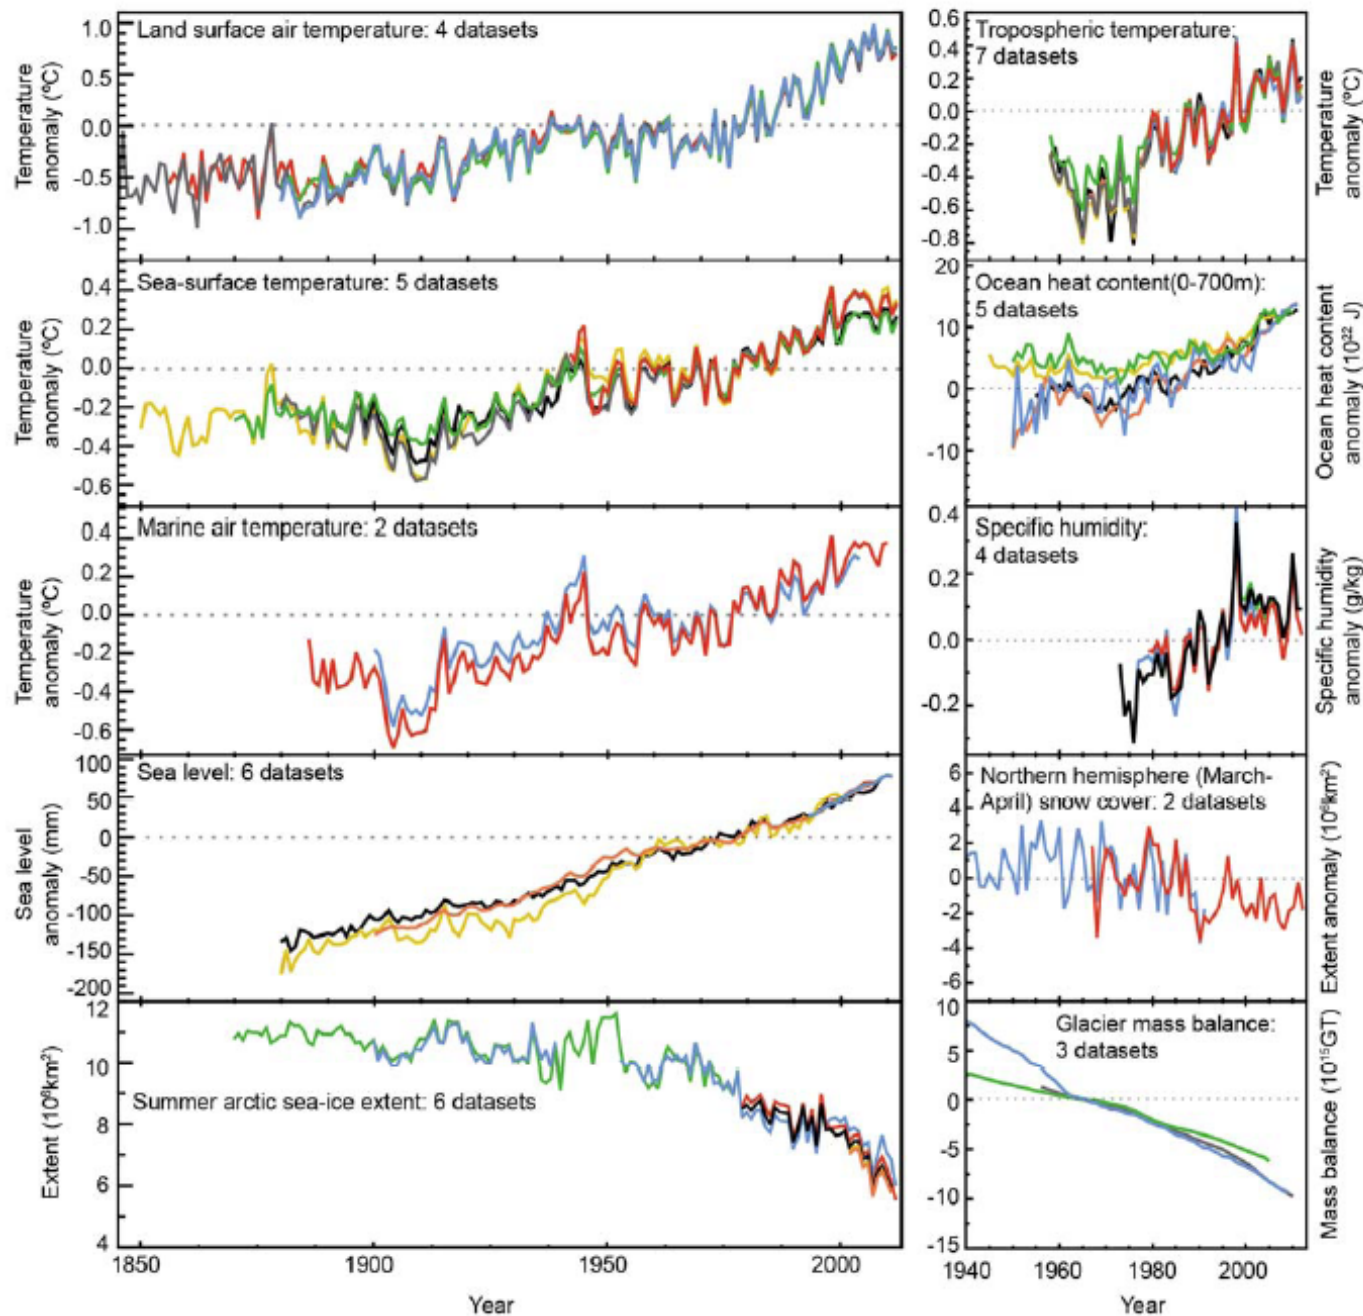 Land surface air temperature: 4 datasets
1.0
0.5
0.0
-0.5
-1.0
Temperature
anomaly (ºC)
Tropospheric temperature:
7 datasets
0.6
0.4
0.2
0.0
-0.2
-0.4
-0.6
-0.8
Temperature
anomaly (ºC)
Sea-surface temperature: 5 datasets
0.4
0.2
0.0
-0.2
-0.4
-0.6
Temperature
anomaly (ºC)
Ocean heat content(0-700m):
5 datasets
20
10
0
-10
Ocean heat content
anomaly (10²² J)
Marine air temperature: 2 datasets
0.4
0.2
0.0
-0.2
-0.4
-0.6
Temperature
anomaly (ºC)
Specific humidity:
4 datasets
0.4
0.2
0.0
-0.2
Specific humidity
anomaly (g/kg)
Sea level: 6 datasets
100
50
0
-50
-100
-150
-200
Sea level
anomaly (mm)
Northern hemisphere (March-
April) snow cover: 2 datasets
6
4
2
0
-2
-4
-6
Extent anomaly (10⁶km²)
Summer arctic sea-ice extent: 6 datasets
12
10
8
6
4
Extent (10⁶km²)
Glacier mass balance:
3 datasets
10
5
0
-5
-10
-15
Mass balance (10¹⁵GT)
1850
1900
1950
2000
Year
1940
1960
1980
2000
Year